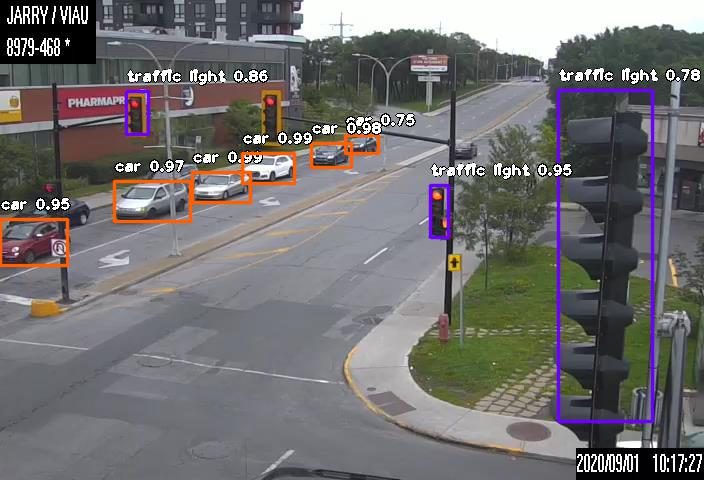 JARRY / VIAU
8979-468 *
traffic light 0.86
traffic light 0.78
PHARMAPR
car 0.75
car 0.98
car 0.99
car 0.99
car 0.97
traffic light 0.95
car 0.95
2020/09/01 10:17:27